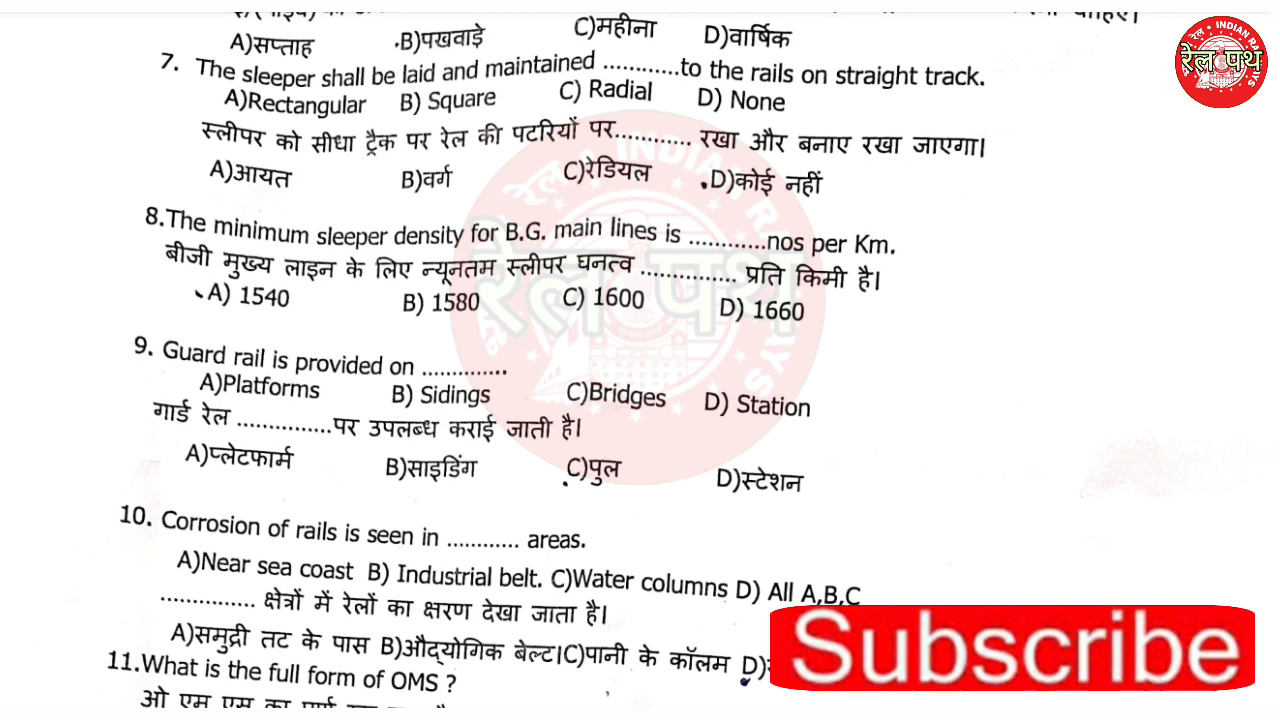 A)सप्ताह B)पखवाड़े C)महीना D)वार्षिक
7. The sleeper shall be laid and maintained ............to the rails on straight track.
A)Rectangular B) Square C) Radial D) None
स्लीपर को सीधा ट्रैक पर रेल की पटरियों पर............ रखा और बनाए रखा जाएगा।
A)आयत B)वर्ग C)रेडियल D)कोई नहीं
8.The minimum sleeper density for B.G. main lines is ............nos per Km.
बीजी मुख्य लाइन के लिए न्यूनतम स्लीपर घनत्व ............... प्रति किमी है।
A) 1540 B) 1580 C) 1600 D) 1660
9. Guard rail is provided on ..............
A)Platforms B) Sidings C)Bridges D) Station
गार्ड रेल ...............पर उपलब्ध कराई जाती है।
A)प्लेटफार्म B)साइडिंग C)पुल D)स्टेशन
10. Corrosion of rails is seen in ............ areas.
A)Near sea coast B) Industrial belt. C)Water columns D) All A,B,C
............... क्षेत्रों में रेलों का क्षरण देखा जाता है।
A)समुद्री तट के पास B)औद्योगिक बेल्ट।C)पानी के कॉलम D)
11.What is the full form of OMS ?
ओ एम एस का
रेल पथ
INDIAN RAILWAYS
Subscribe